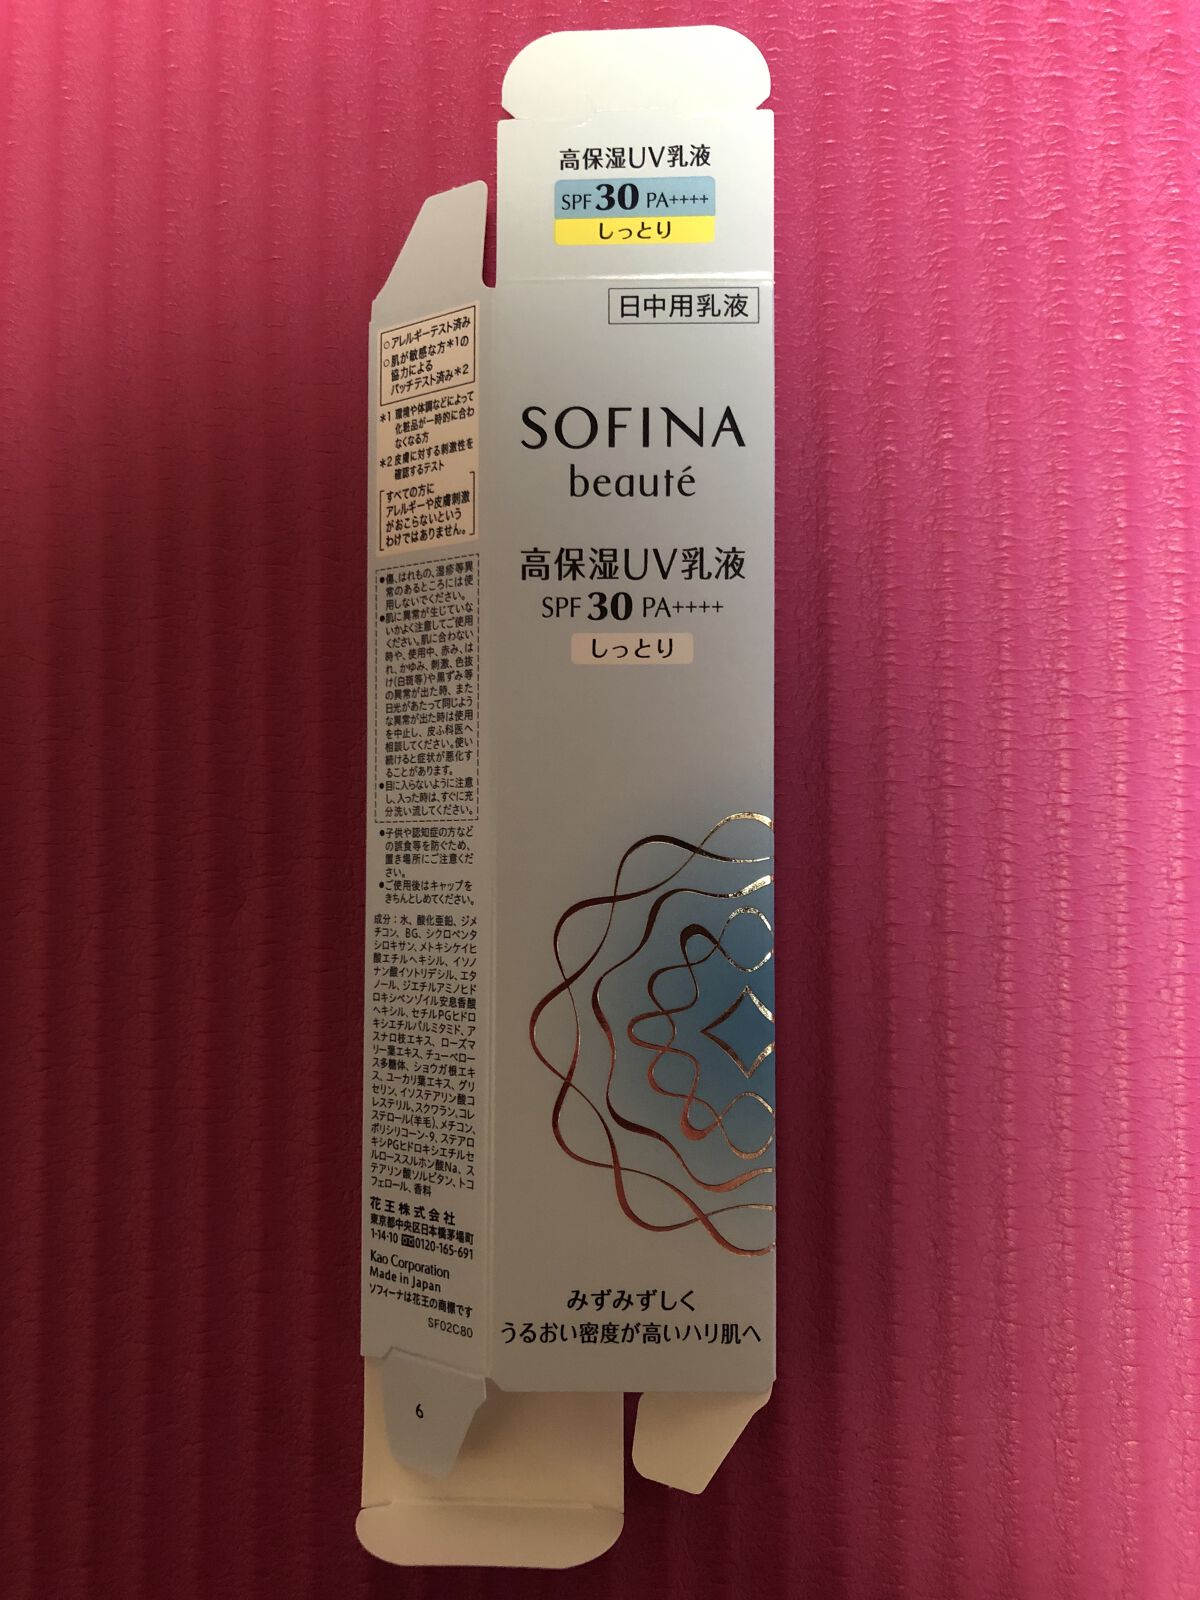 高保湿UV乳液
SPF 30 PA++++
しっとり
日中用乳液
SOFINA
beauté
高保湿UV乳液
SPF 30 PA++++
しっとり
みずみずしく
うるおい密度が高いハリ肌へ
○アレルギーテスト済み
○肌が敏感な方*1の
協力による
パッチテスト済み*2
*1 環境や体調などによって
化粧品が一時的に合わ
なくなる方
*2 皮膚に対する刺激性を
確認するテスト
[すべての方に
アレルギーや皮膚刺激
がおこらないという
わけではありません。]
●傷、はれもの、湿疹等異
常のあるところには使
用しないでください。
●肌に異常が生じていな
いかよく注意してご使用
ください。肌に合わない
時や、使用中、赤み、は
れ、かゆみ、刺激、色抜
け(白斑等)や黒ずみ等
の異常が出た時、また
日光があたって同じよう
な異常が出た時は使用
を中止し、皮ふ科医へ
相談してください。使い
続けると症状が悪化す
ることがあります。
●目に入らないように注意
し、入った時は、すぐに充
分洗い流してください。
●子供や認知症の方など
の誤食等を防ぐため、
置き場所にご注意くだ
さい。
●ご使用後はキャップを
きちんとしめてください。
成分：水、酸化亜鉛、ジメ
チコン、BG、シクロペンタ
シロキサン、メトキシケイヒ
酸エチルヘキシル、イソノ
ナン酸イソトリデシル、エタ
ノール、ジエチルアミノヒド
ロキシベンゾイル安息香酸
ヘキシル、セチルPGヒドロ
キシエチルパルミタミド、ア
スナロ枝エキス、ローズマ
リー葉エキス、チューベロー
ス多糖体、ショウガ根エキ
ス、ユーカリ葉エキス、グリ
セリン、イソステアリン酸コ
レステリル、スクワラン、コレ
ステロール(羊毛)、メチコン、
ポリシリコーン-9、ステアロ
キシPGヒドロキシエチルセ
ルローススルホン酸Na、ス
テアリン酸ソルビタン、トコ
フェロール、香料
花王株式会社
東京都中央区日本橋茅場町
1-14-10 0120-165-691
Kao Corporation
Made in Japan
ソフィーナは花王の商標です
SF02C80
6